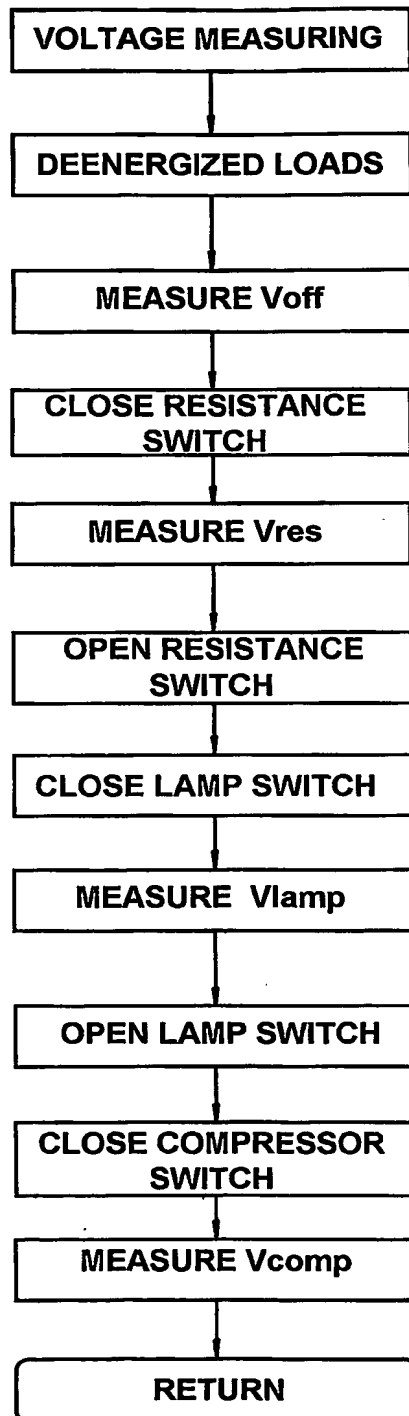 VOLTAGE MEASURING
DEENERGIZED LOADS
MEASURE Voff
CLOSE RESISTANCE
SWITCH
MEASURE Vres
OPEN RESISTANCE
SWITCH
CLOSE LAMP SWITCH
MEASURE Vlamp
OPEN LAMP SWITCH
CLOSE COMPRESSOR
SWITCH
MEASURE Vcomp
RETURN